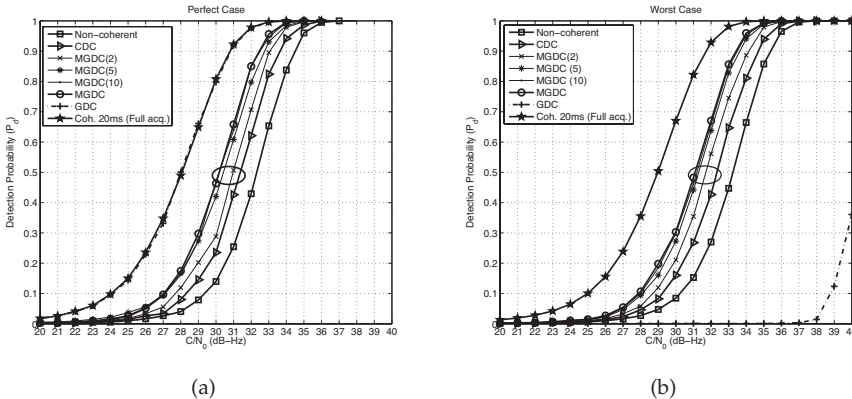 Perfect Case
Detection Probability (P_d)
1
0.9
0.8
0.7
0.6
0.5
0.4
0.3
0.2
0.1
0
Non-coherent
CDC
MGDC(2)
MGDC (5)
MGDC(10)
MGDC
GDC
Coh. 20ms (Full acq.)
20 21 22 23 24 25 26 27 28 29 30 31 32 33 34 35 36 37 38 39 40
C/N_0 (dB-Hz)
(a)
Worst Case
Detection Probability (P_d)
1
0.9
0.8
0.7
0.6
0.5
0.4
0.3
0.2
0.1
0
Non-coherent
CDC
MGDC(2)
MGDC (5)
MGDC (10)
MGDC
GDC
Coh. 20ms (Full acq.)
20 21 22 23 24 25 26 27 28 29 30 31 32 33 34 35 36 37 38 39 40
C/N_0 (dB-Hz)
(b)